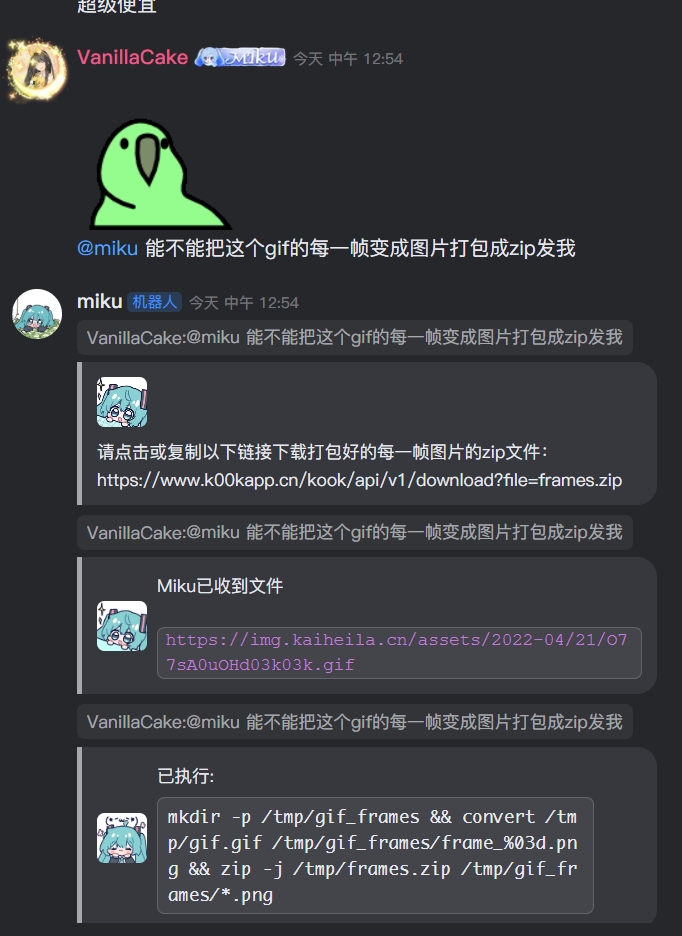 超级便宜
VanillaCake Miku 今天 中午 12:54
@miku 能不能把这个gif的每一帧变成图片打包成zip发我
miku 机器人 今天 中午 12:54
VanillaCake:@miku 能不能把这个gif的每一帧变成图片打包成zip发我
请点击或复制以下链接下载打包好的每一帧图片的zip文件:
https://www.k00kapp.cn/kook/api/v1/download?file=frames.zip
VanillaCake:@miku 能不能把这个gif的每一帧变成图片打包成zip发我
Miku已收到文件
https://img.kaiheila.cn/assets/2022-04/21/O7
7sA0uOHd03k03k.gif
VanillaCake:@miku 能不能把这个gif的每一帧变成图片打包成zip发我
已执行:
mkdir -p /tmp/gif_frames && convert /tm
p/gif.gif /tmp/gif_frames/frame_%03d.pn
g && zip -j /tmp/frames.zip /tmp/gif_fr
ames/*.png